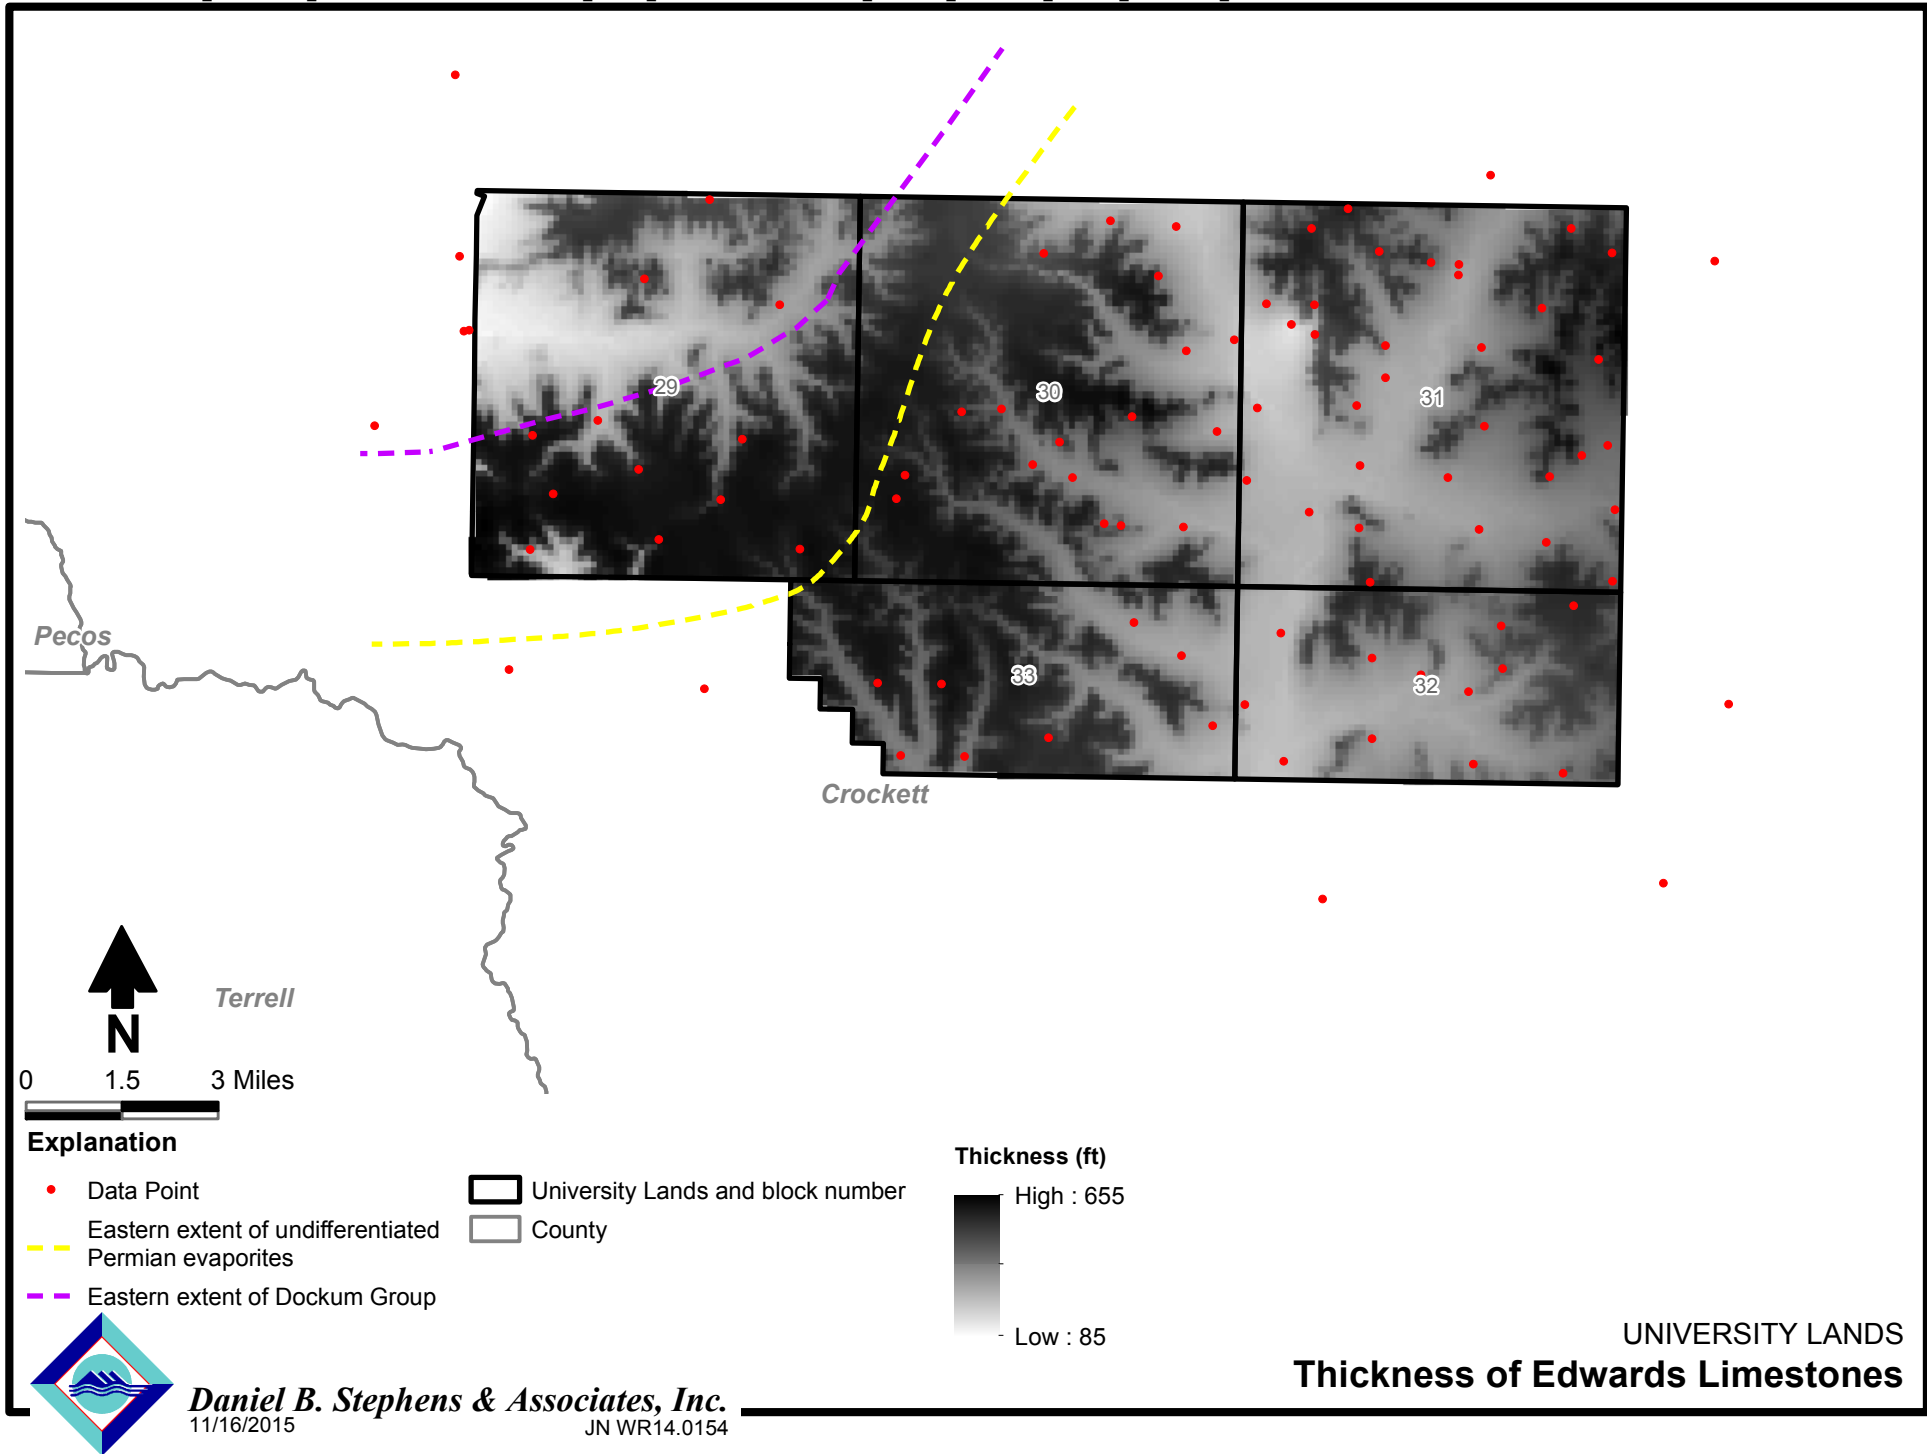 29
30
31
33
32
Pecos
Crockett
Terrell
N
0 1.5 3 Miles
Explanation
Data Point
Eastern extent of undifferentiated
Permian evaporites
Eastern extent of Dockum Group
University Lands and block number
County
Thickness (ft)
High : 655
Low : 85
UNIVERSITY LANDS
Thickness of Edwards Limestones
Daniel B. Stephens & Associates, Inc.
11/16/2015 JN WR14.0154